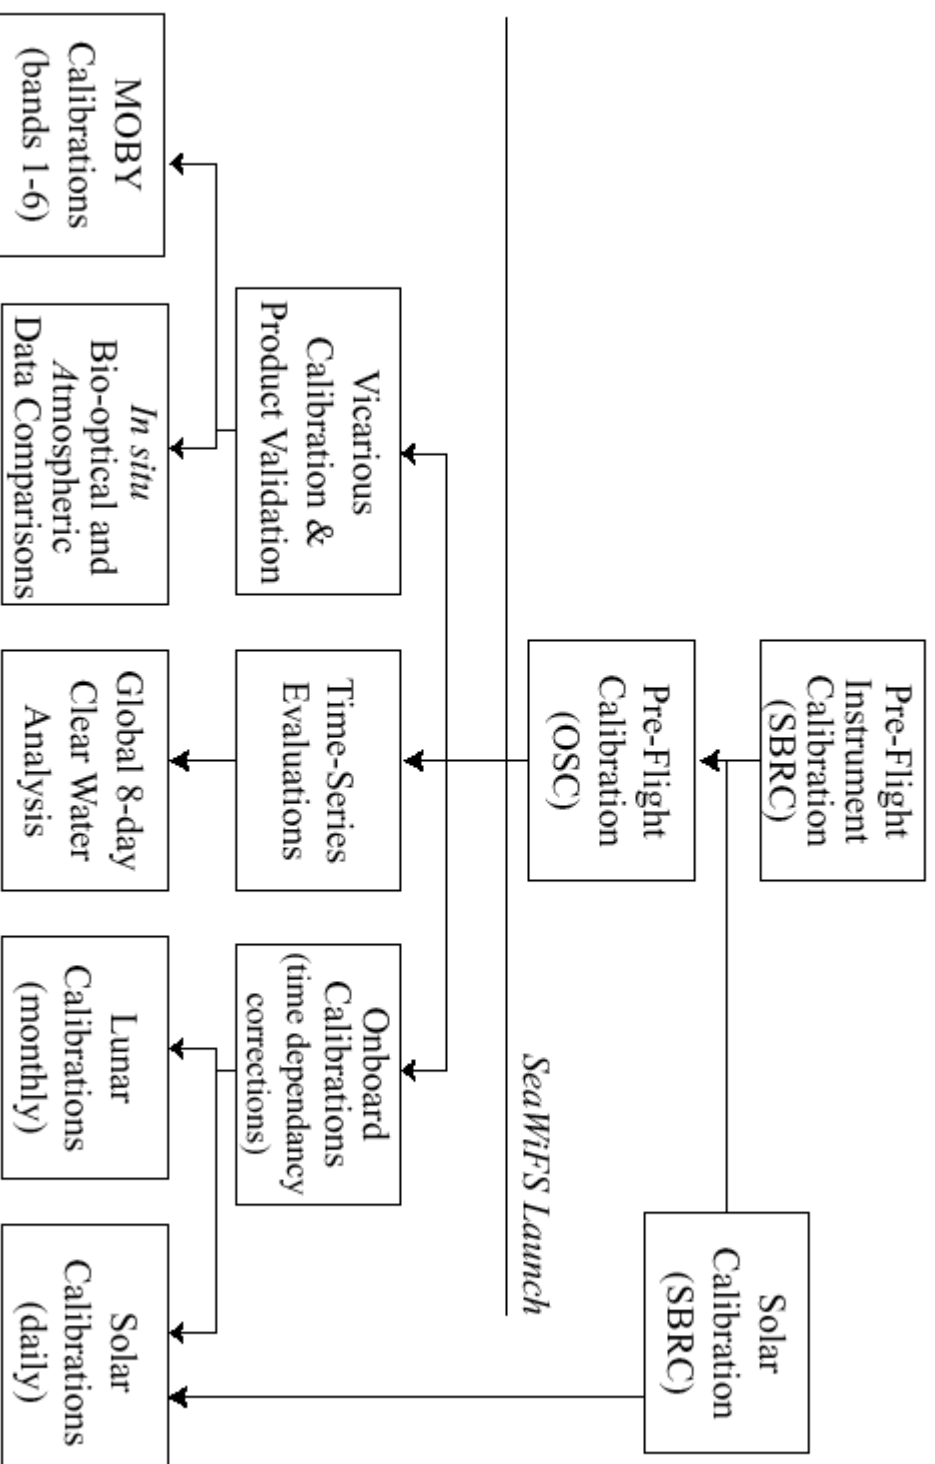 Pre-Flight
Instrument
Calibration
(SBRC)
Solar
Calibration
(SBRC)
Pre-Flight
Calibration
(OSC)
SeaWiFS Launch
Vicarious
Calibration &
Product Validation
Time-Series
Evaluations
Onboard
Calibrations
(time dependancy
corrections)
MOBY
Calibrations
(bands 1-6)
In situ
Bio-optical and
Atmospheric
Data Comparisons
Global 8-day
Clear Water
Analysis
Lunar
Calibrations
(monthly)
Solar
Calibrations
(daily)